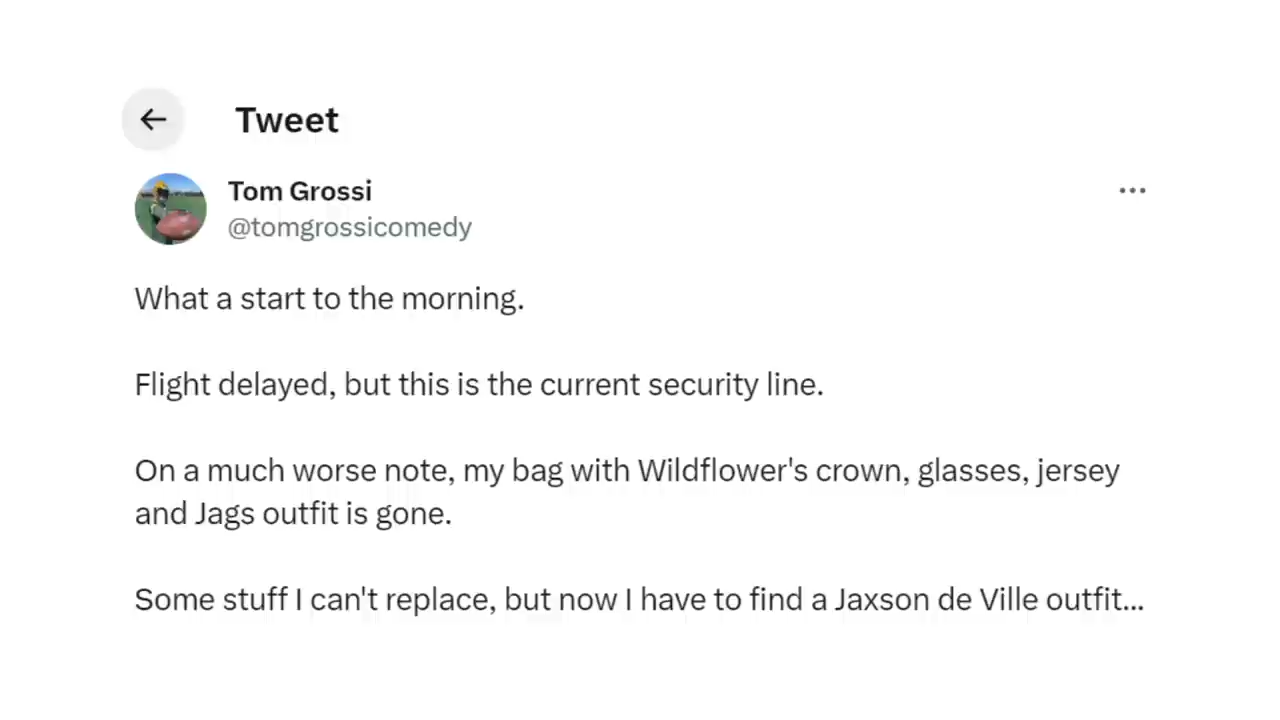 Tweet
Tom Grossi
@tomgrossicomedy
What a start to the morning.
Flight delayed, but this is the current security line.
On a much worse note, my bag with Wildflower's crown, glasses, jersey
and Jags outfit is gone.
Some stuff I can't replace, but now I have to find a Jaxson de Ville outfit...